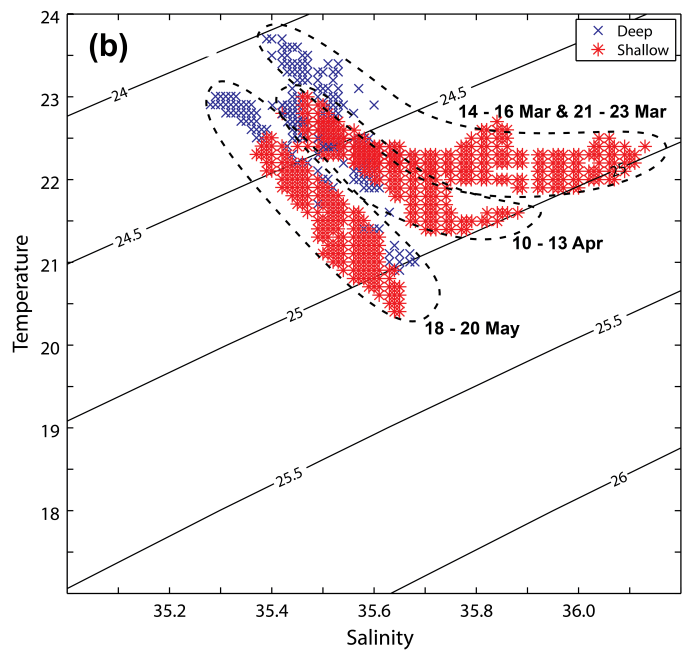 (b)
Deep
Shallow
24
23
22
21
20
19
18
Temperature
24
24.5
14 - 16 Mar & 21 - 23 Mar
25
10 - 13 Apr
24.5
25
18 - 20 May
25.5
25.5
26
35.2
35.4
35.6
35.8
36.0
Salinity